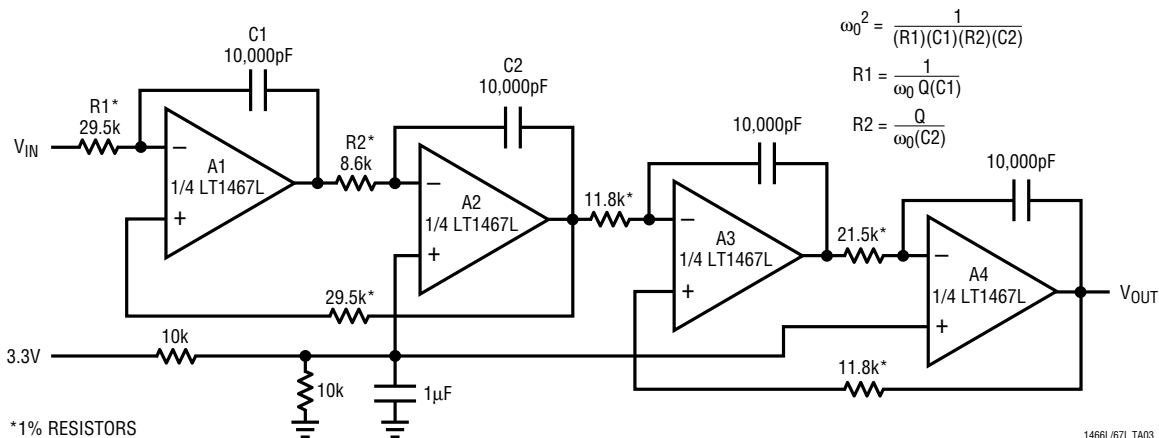 C1
10,000pF
C2
10,000pF
ω₀² = 1/(R1)(C1)(R2)(C2)
R1 = 1/ω₀ Q(C1)
R2 = Q/ω₀(C2)
R1*
29.5k
V_IN
–
+
A1
1/4 LT1467L
R2*
8.6k
–
+
A2
1/4 LT1467L
29.5k*
10,000pF
11.8k*
–
+
A3
1/4 LT1467L
10,000pF
21.5k*
–
+
A4
1/4 LT1467L
V_OUT
11.8k*
3.3V
10k
10k
1µF
*1% RESISTORS
1466L/67L TA03